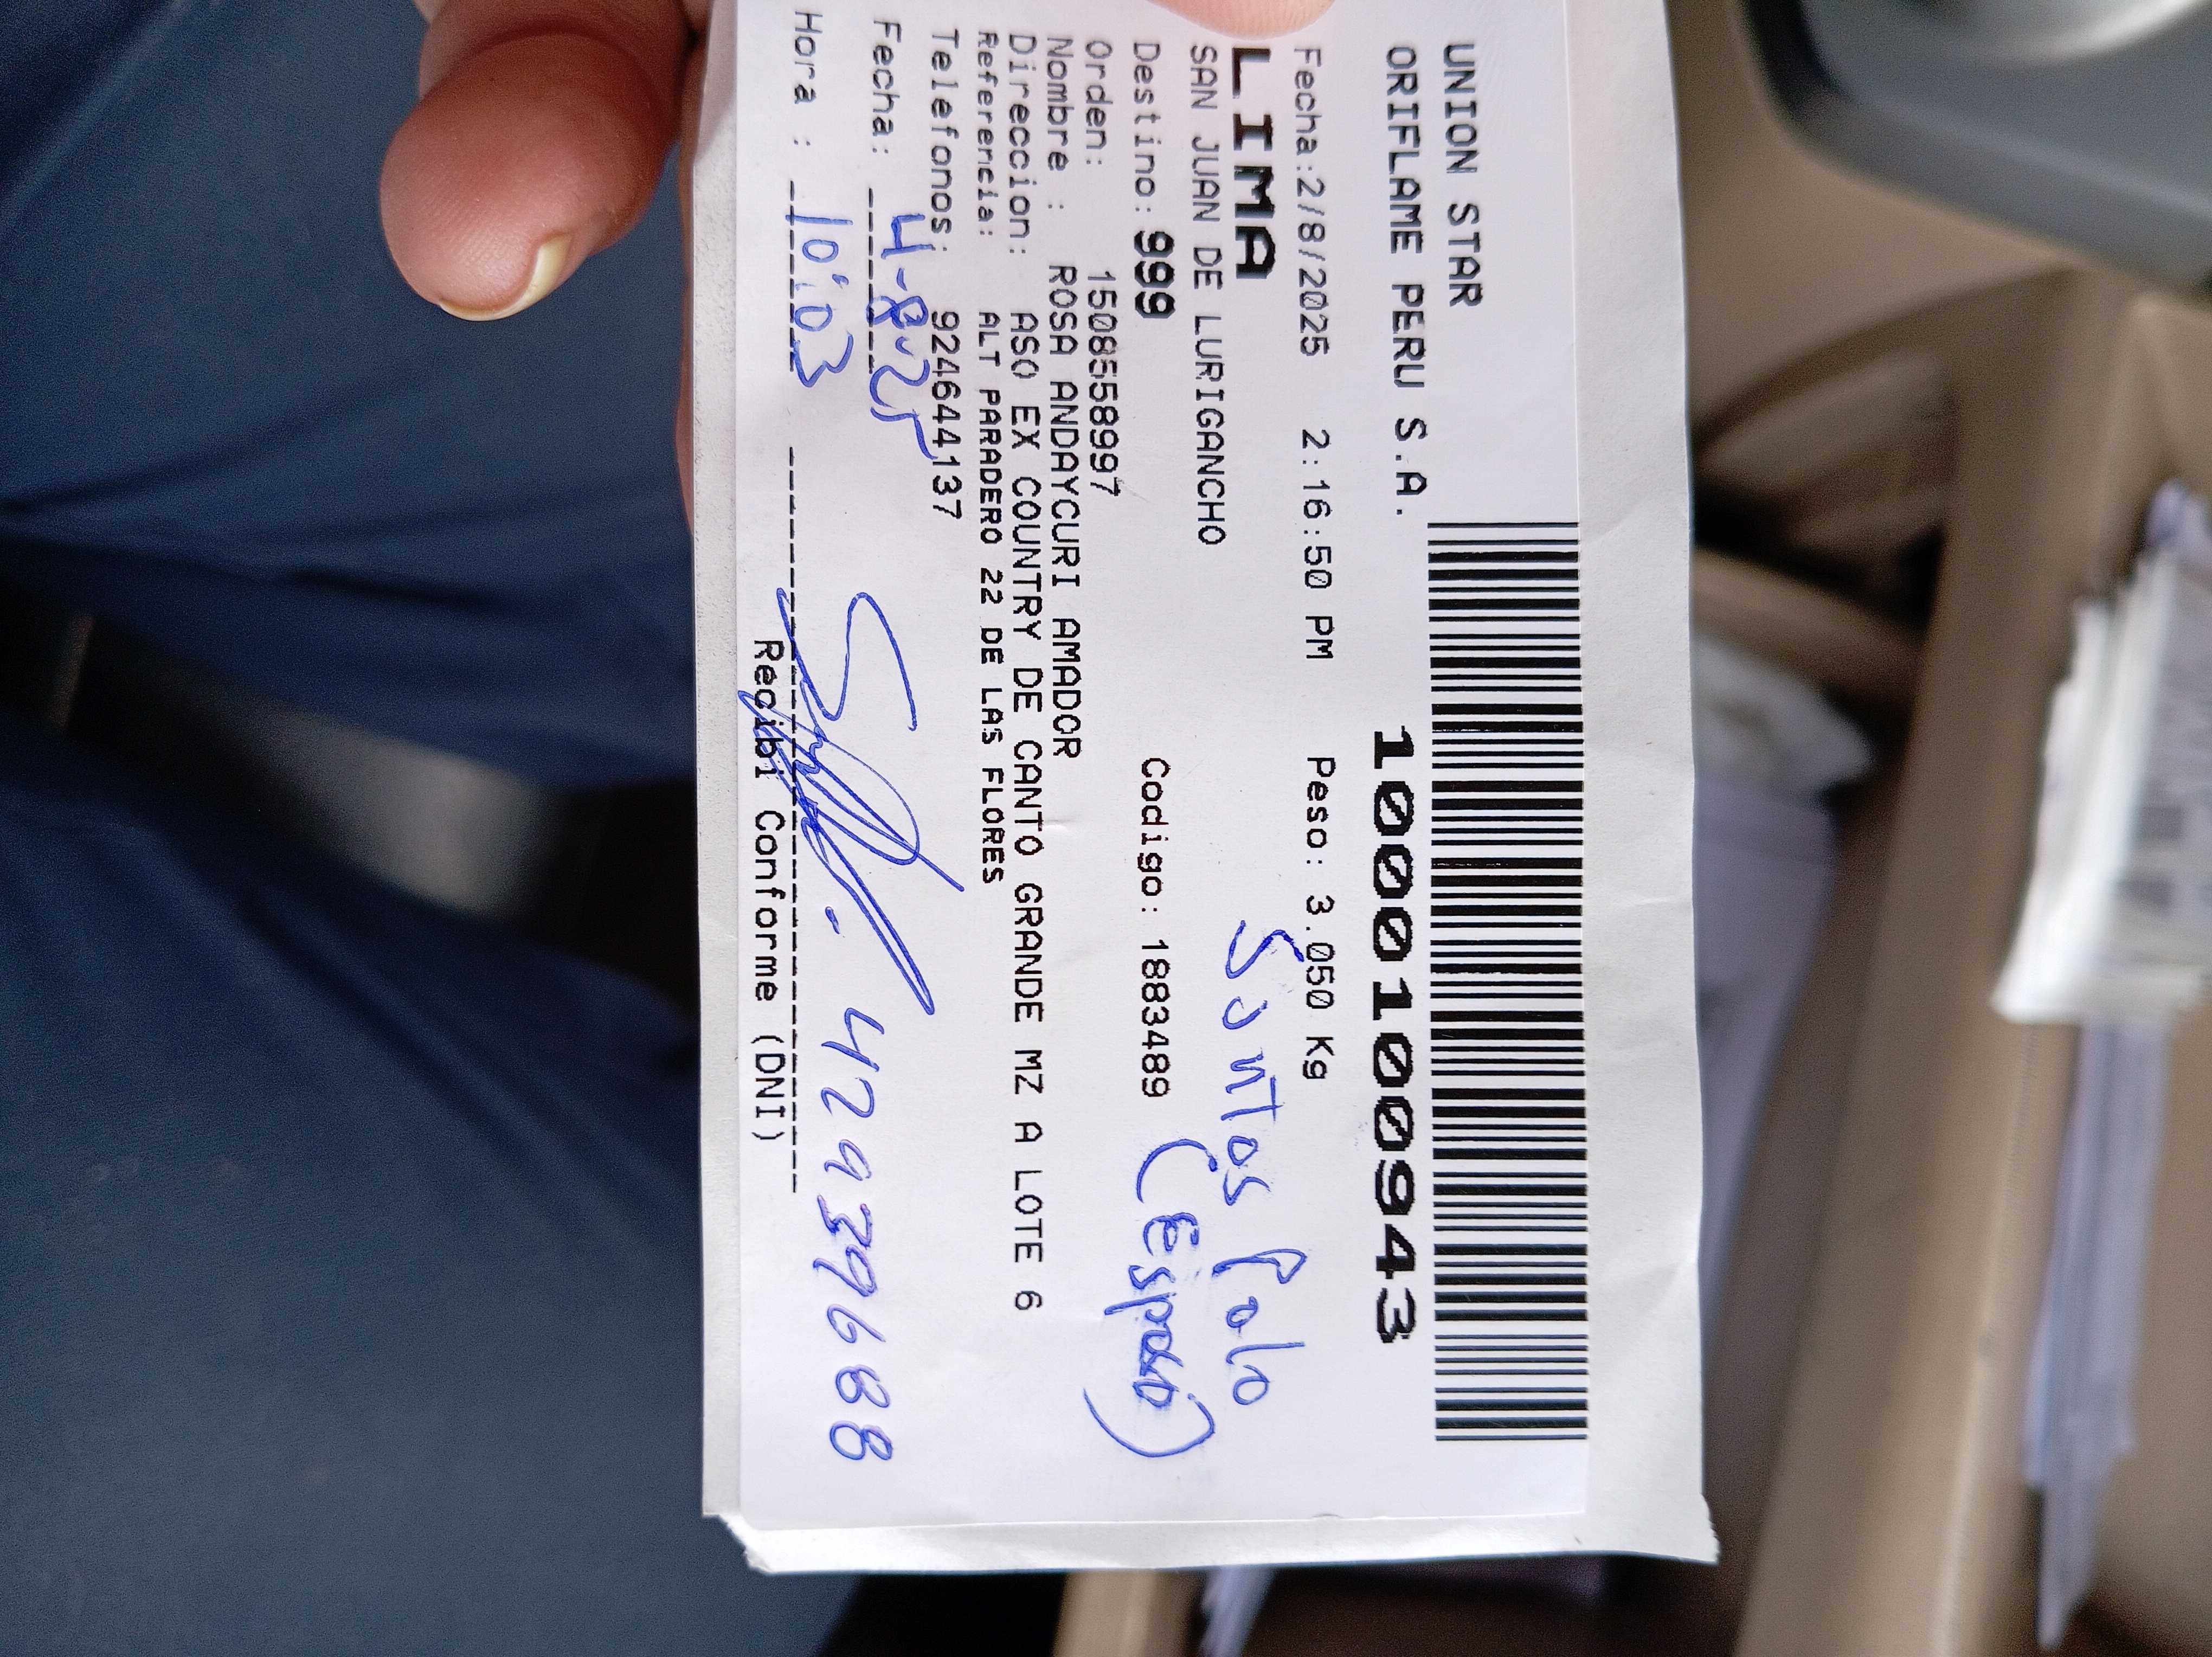 UNION STAR
ORIFLAME PERU S.A.
10001000943
Fecha:2/8/2025 2:16:50 PM Peso: 3.050 Kg
LIMA
SAN JUAN DE LURIGANCHO
Santos Palo
Destino: 999 Codigo: 1883489 (Esposo)
Orden: 1508558997
Nombre : ROSA ANDAYCURI AMADOR
Direccion: ASO EX COUNTRY DE CANTO GRANDE MZ A LOTE 6
Referencia: ALT PARADERO 22 DE LAS FLORES
Telefonos: 924644137
Fecha: 4-8-25
Hora : 10:03 42939688
Recibi Conforme (DNI)